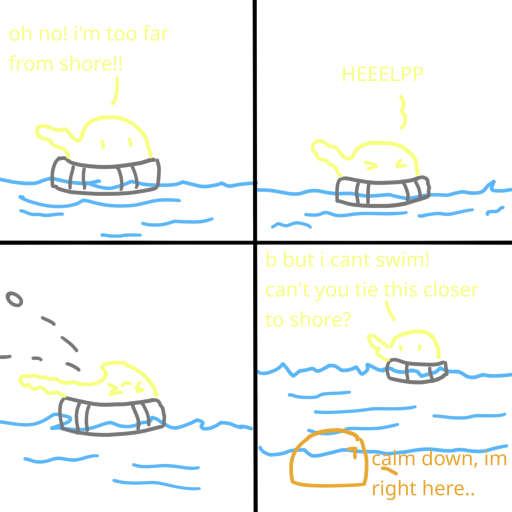 oh no! i'm too far
from shore!!
HEEELPP
b but i cant swim!
can't you tie this closer
to shore?
calm down, im
right here..